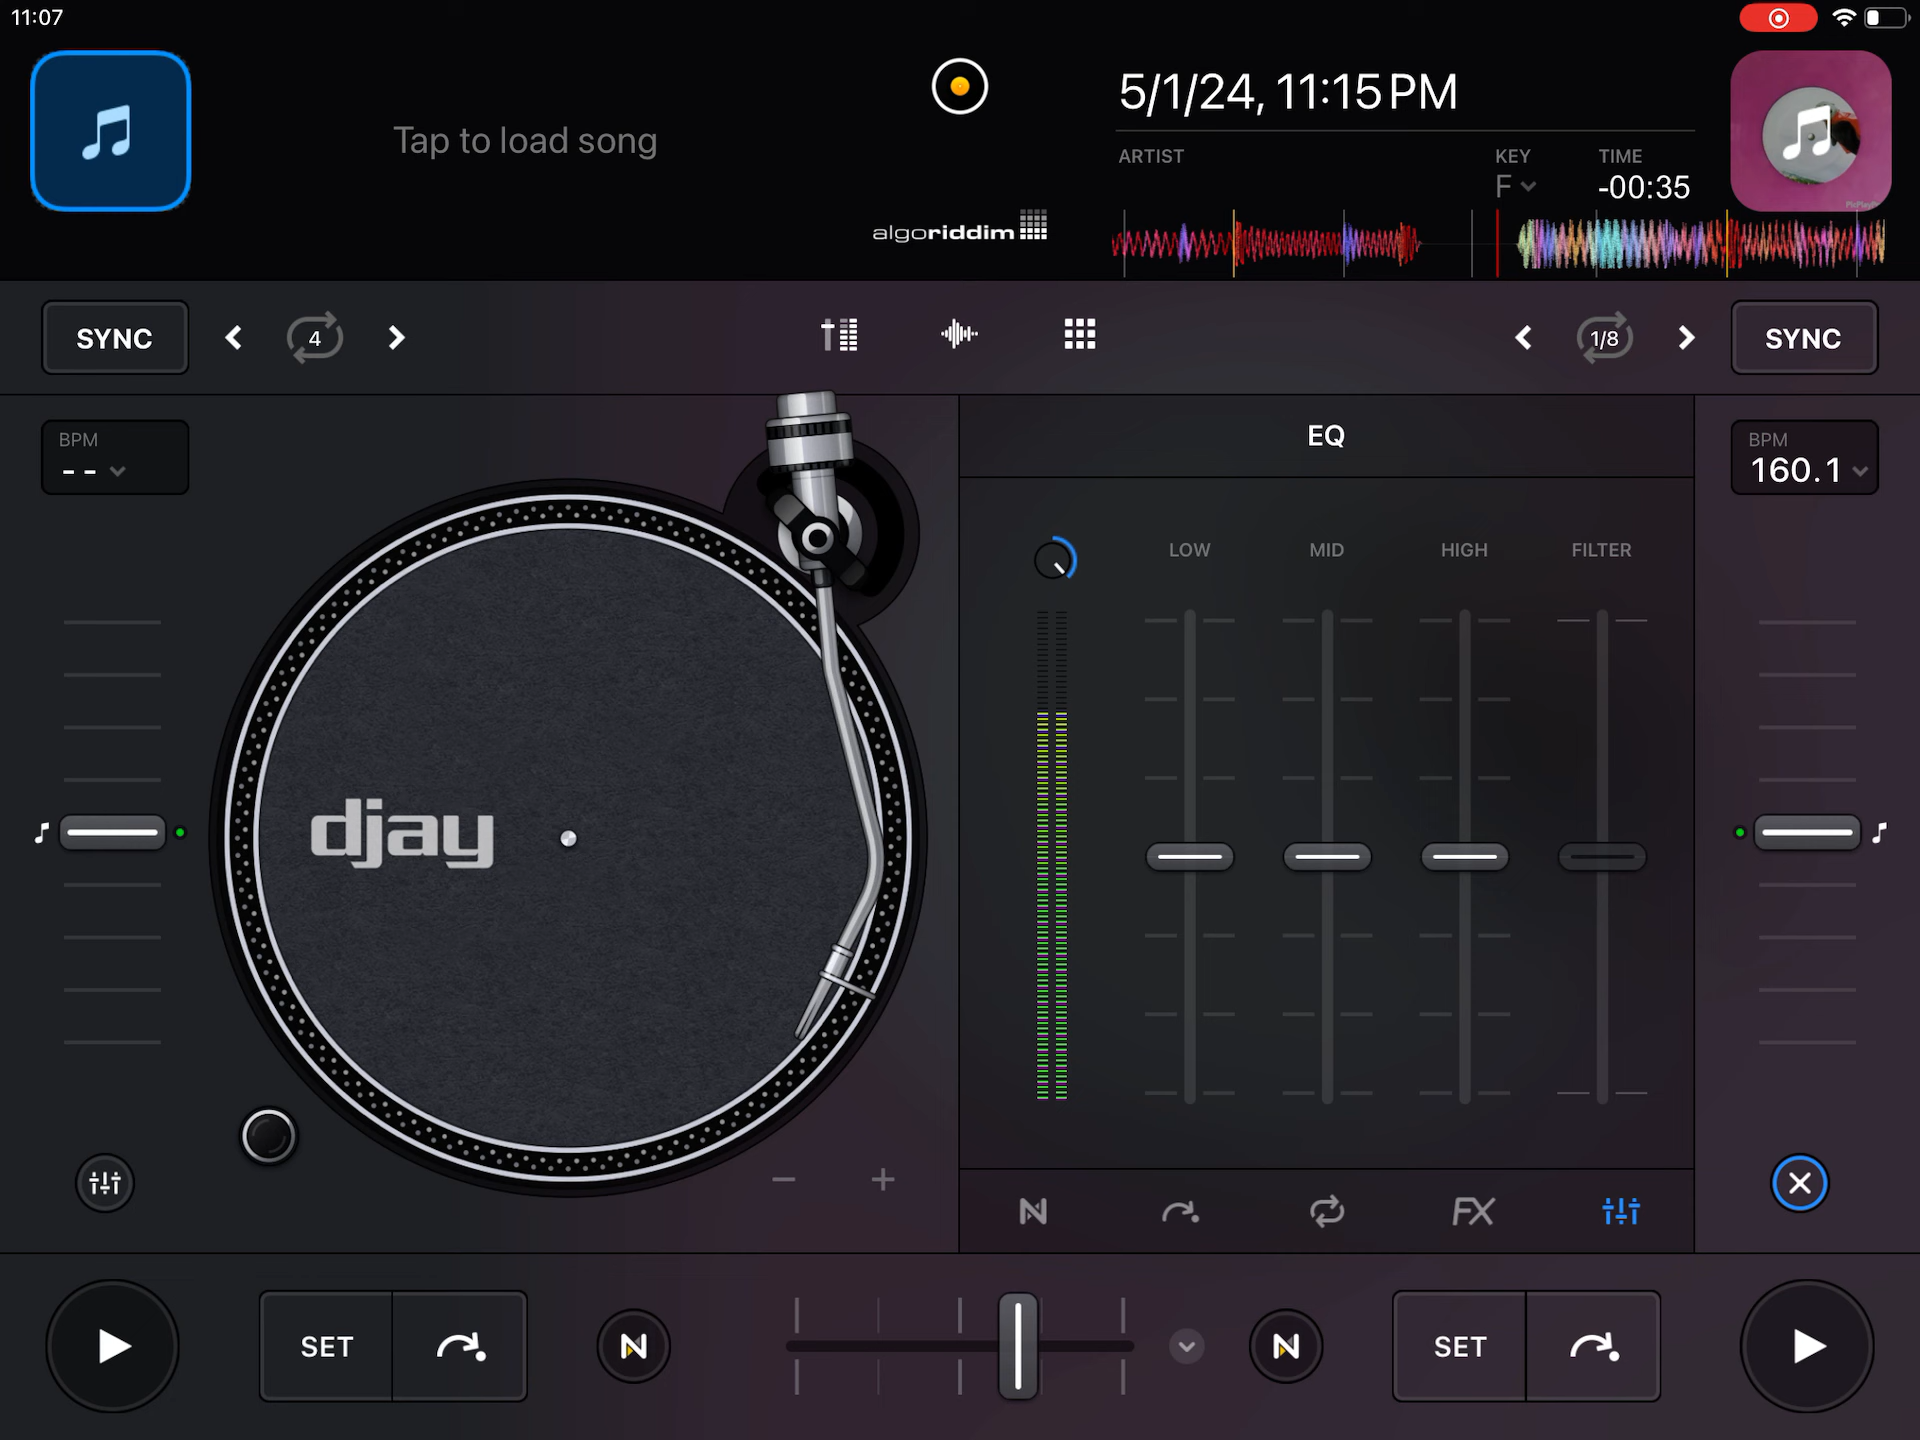 11:07
Tap to load song
algoriddim
5/1/24, 11:15 PM
ARTIST
KEY
F
TIME
-00:35
SYNC
4
1/8
SYNC
BPM
--
EQ
BPM
160.1
LOW
MID
HIGH
FILTER
djay
− +
FX
SET
N
N
SET